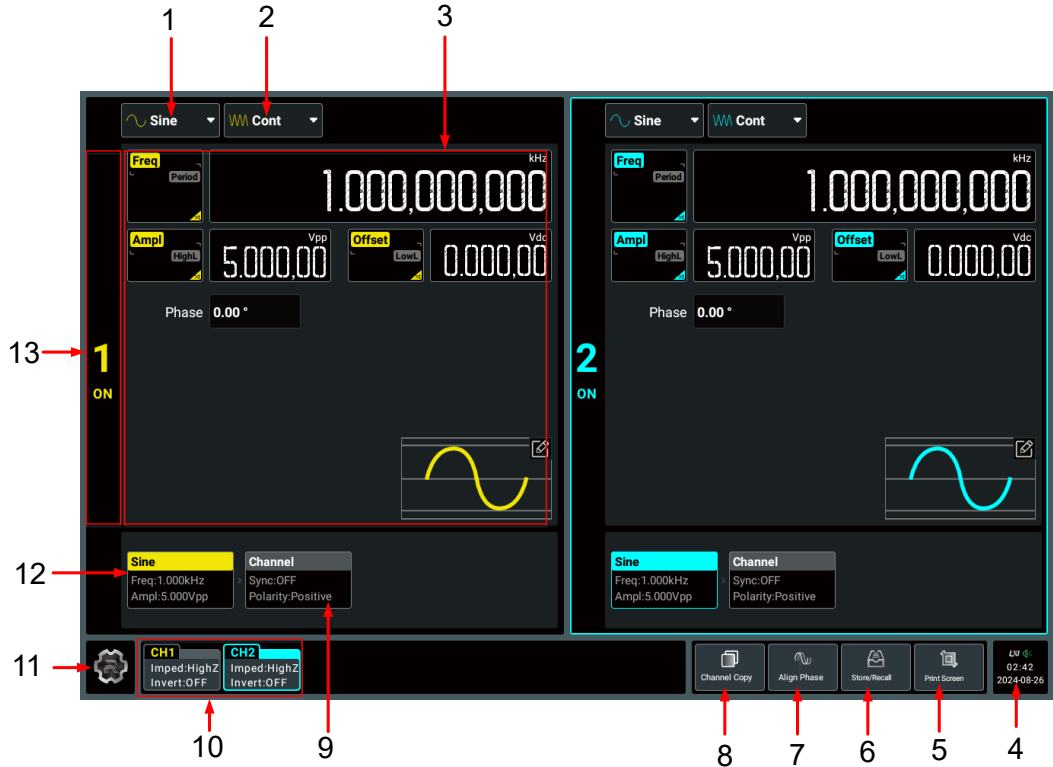 1 2 3
Sine Cont
Sine Cont
Freq Period kHz
1.000,000,000
Freq Period kHz
1.000,000,000
Ampl HighL Vpp
5.000,00
Offset LowL Vdc
0.000,00
Ampl HighL Vpp
5.000,00
Offset LowL Vdc
0.000,00
Phase 0.00 °
Phase 0.00 °
13
1
ON
2
ON
12
Sine
Freq:1.000kHz
Ampl:5.000Vpp
>
Channel
Sync:OFF
Polarity:Positive
Sine
Freq:1.000kHz
Ampl:5.000Vpp
>
Channel
Sync:OFF
Polarity:Positive
11
CH1
Imped:HighZ
Invert:OFF
CH2
Imped:HighZ
Invert:OFF
Channel Copy
Align Phase
Store/Recall
Print Screen
LXI
02:42
2024-08-26
10 9 8 7 6 5 4